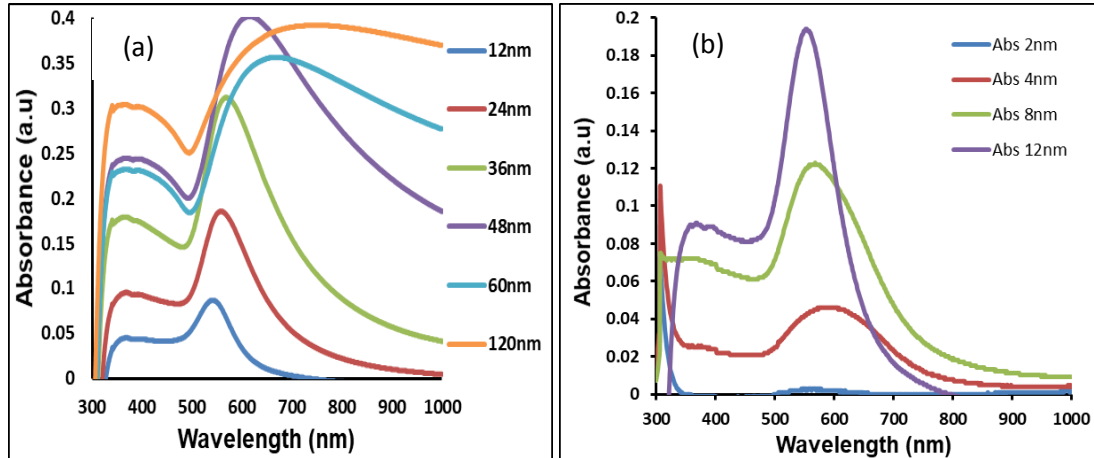 (a)
Absorbance (a.u)
0.4
0.35
0.3
0.25
0.2
0.15
0.1
0.05
0
300 400 500 600 700 800 900 1000
Wavelength (nm)
12nm
24nm
36nm
48nm
60nm
120nm
(b)
Absorbance (a.u)
0.2
0.18
0.16
0.14
0.12
0.1
0.08
0.06
0.04
0.02
0
300 400 500 600 700 800 900 1000
Wavelength (nm)
Abs 2nm
Abs 4nm
Abs 8nm
Abs 12nm